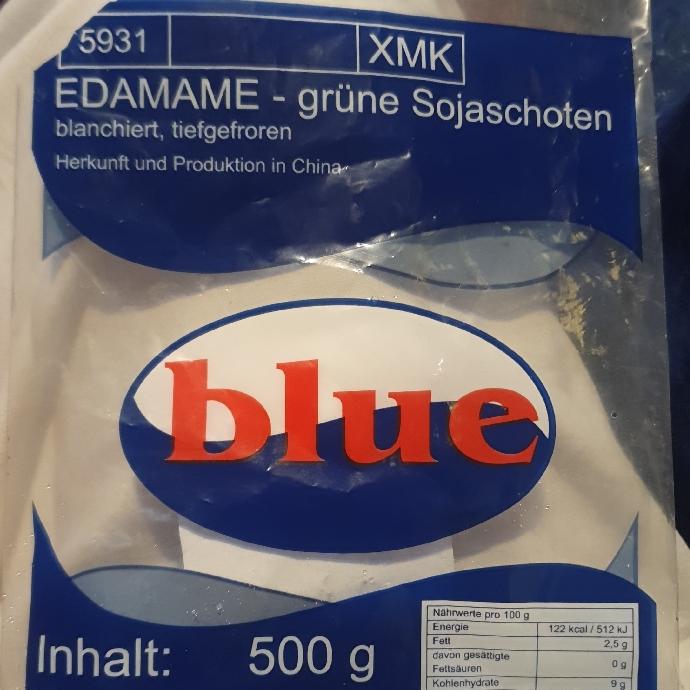 5931 XMK
EDAMAME - grüne Sojaschoten
blanchiert, tiefgefroren
Herkunft und Produktion in China
blue
Inhalt: 500 g
Nährwerte pro 100 g
Energie 122 kcal / 512 kJ
Fett 2,5 g
davon gesättigte
Fettsäuren 0 g
Kohlenhydrate 9 g